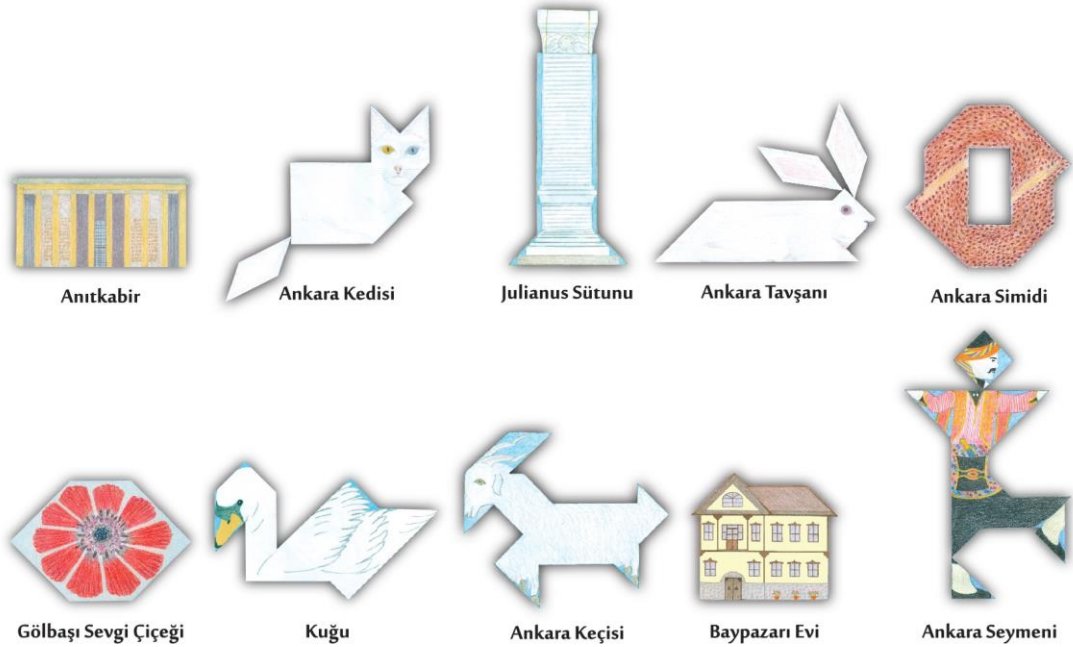 Anıtkabir
Ankara Kedisi
Julianus Sütunu
Ankara Tavşanı
Ankara Simidi
Gölbaşı Sevgi Çiçeği
Kuğu
Ankara Keçisi
Baypazarı Evi
Ankara Seymeni